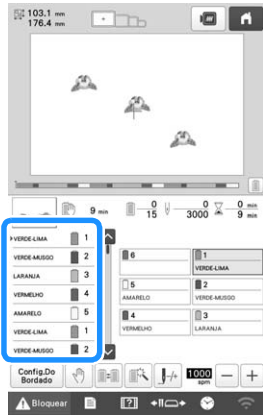 103.1 mm
176.4 mm
9 min
0
15
0
3000
0 min
9 min
VERDE-LIMA 1
VERDE-MUSGO 2
LARANJA 3
VERMELHO 4
AMARELO 5
VERDE-LIMA 1
VERDE-MUSGO 2
6
1
VERDE-LIMA
5
AMARELO
2
VERDE-MUSGO
4
VERMELHO
3
LARANJA
Config.Do
Bordado
1000
spm
Bloquear